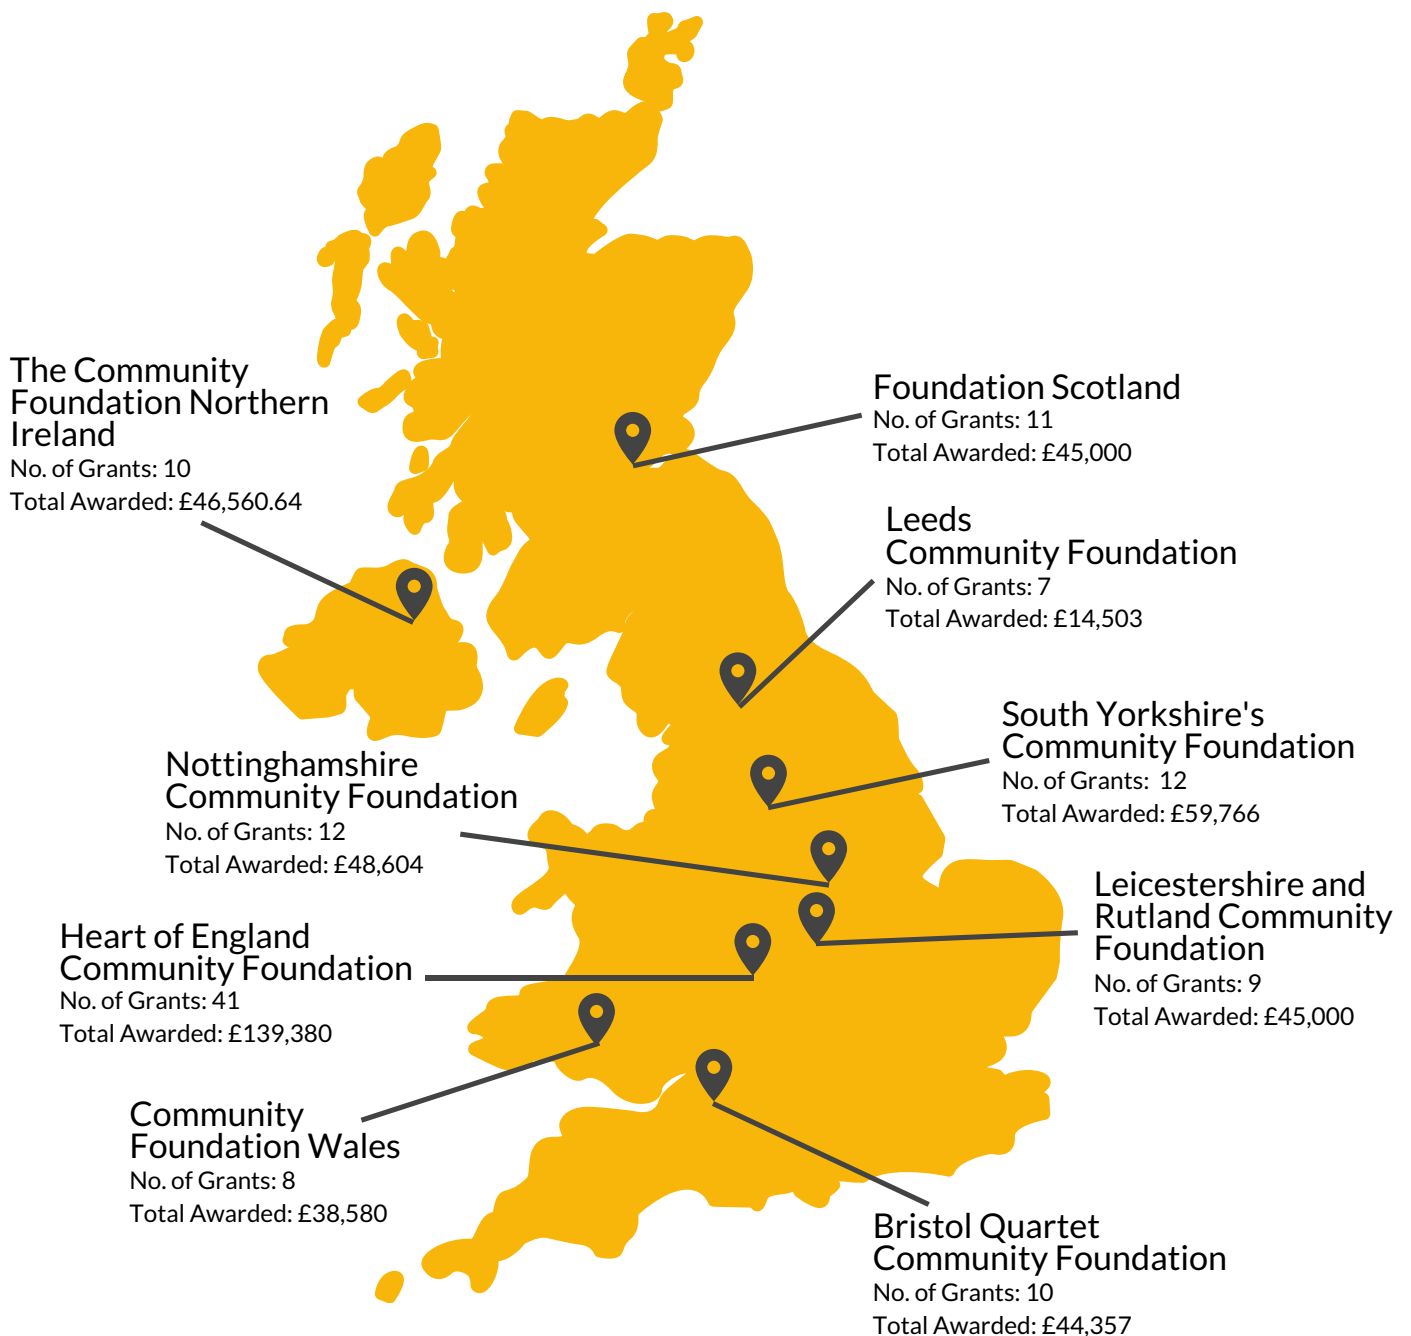 The Community
Foundation Northern
Ireland
No. of Grants: 10
Total Awarded: £46,560.64
Foundation Scotland
No. of Grants: 11
Total Awarded: £45,000
Leeds
Community Foundation
No. of Grants: 7
Total Awarded: £14,503
South Yorkshire's
Community Foundation
No. of Grants: 12
Total Awarded: £59,766
Nottinghamshire
Community Foundation
No. of Grants: 12
Total Awarded: £48,604
Leicestershire and
Rutland Community
Foundation
No. of Grants: 9
Total Awarded: £45,000
Heart of England
Community Foundation
No. of Grants: 41
Total Awarded: £139,380
Community
Foundation Wales
No. of Grants: 8
Total Awarded: £38,580
Bristol Quartet
Community Foundation
No. of Grants: 10
Total Awarded: £44,357